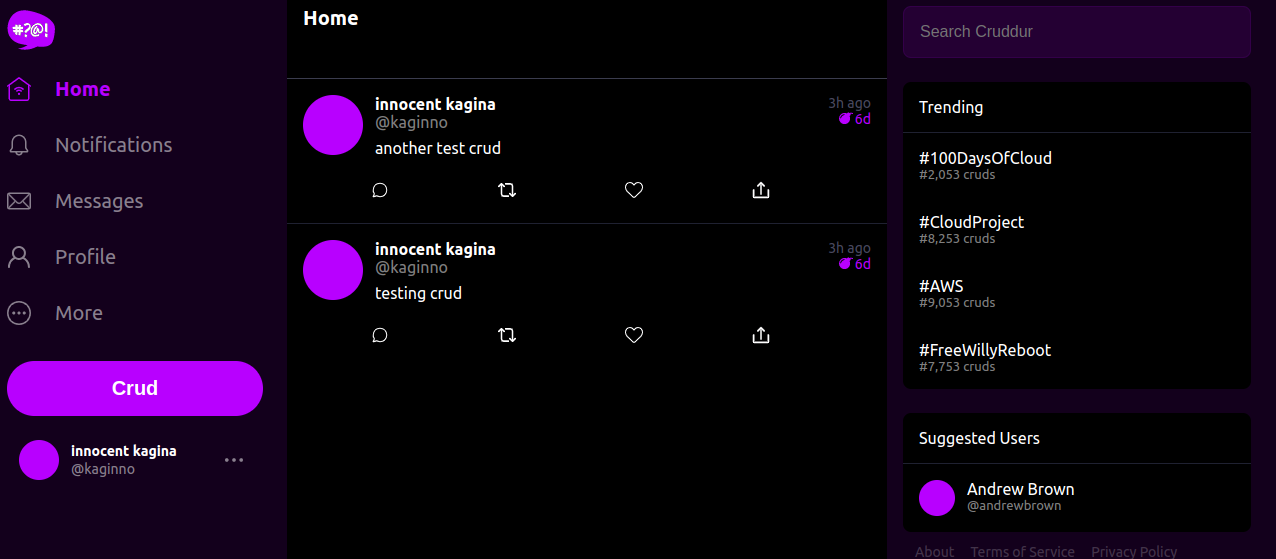 #?@!
Home
Notifications
Messages
Profile
More
Crud
innocent kagina
@kaginno
Home
innocent kagina
@kaginno
3h ago
6d
another test crud
innocent kagina
@kaginno
3h ago
6d
testing crud
Search Cruddur
Trending
#100DaysOfCloud
#2,053 cruds
#CloudProject
#8,253 cruds
#AWS
#9,053 cruds
#FreeWillyReboot
#7,753 cruds
Suggested Users
Andrew Brown
@andrewbrown
About Terms of Service Privacy Policy